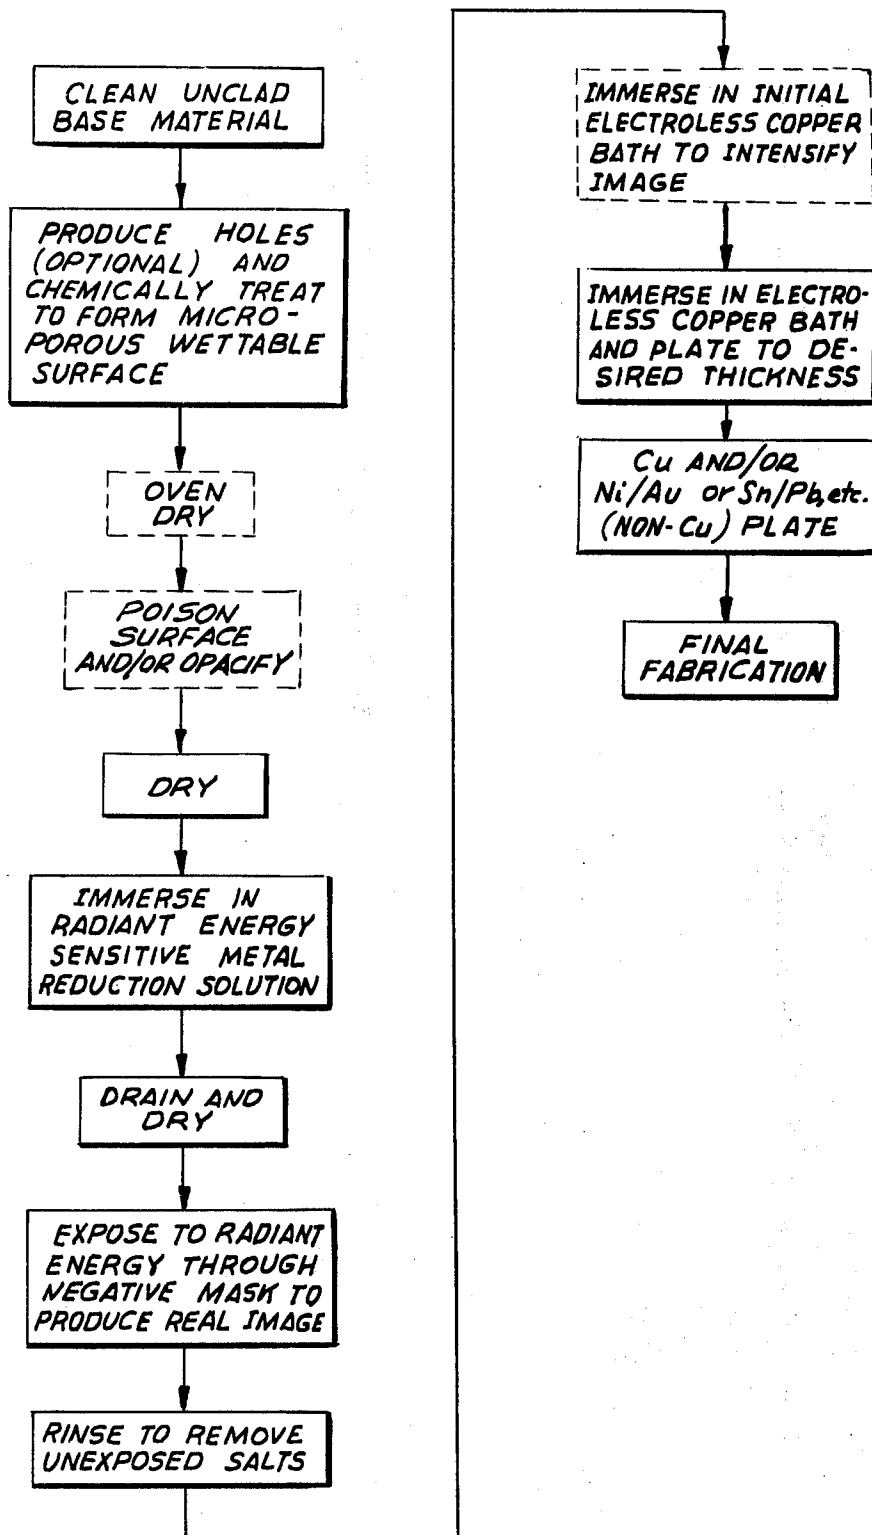 CLEAN UNCLAD
BASE MATERIAL
PRODUCE HOLES
(OPTIONAL) AND
CHEMICALLY TREAT
TO FORM MICRO-
POROUS WETTABLE
SURFACE
OVEN
DRY
POISON
SURFACE
AND/OR OPACIFY
DRY
IMMERSE IN
RADIANT ENERGY
SENSITIVE METAL
REDUCTION SOLUTION
DRAIN AND
DRY
EXPOSE TO RADIANT
ENERGY THROUGH
NEGATIVE MASK TO
PRODUCE REAL IMAGE
RINSE TO REMOVE
UNEXPOSED SALTS
IMMERSE IN INITIAL
ELECTROLESS COPPER
BATH TO INTENSIFY
IMAGE
IMMERSE IN ELECTRO-
LESS COPPER BATH
AND PLATE TO DE-
SIRED THICKNESS
Cu AND/OR
Ni/Au or Sn/Pb, etc.
(NON-Cu) PLATE
FINAL
FABRICATION